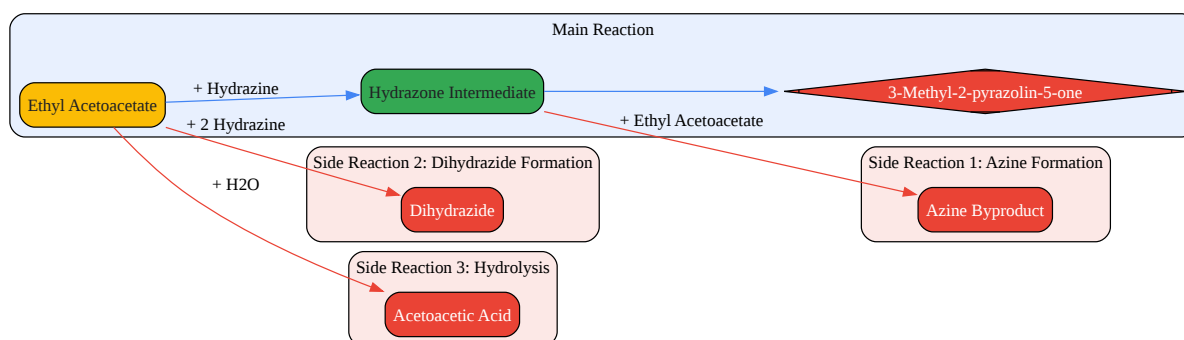 Main Reaction
Ethyl Acetoacetate
+ Hydrazine
Hydrazone Intermediate
3-Methyl-2-pyrazolin-5-one
+ 2 Hydrazine
+ Ethyl Acetoacetate
+ H2O
Side Reaction 2: Dihydrazide Formation
Dihydrazide
Side Reaction 1: Azine Formation
Azine Byproduct
Side Reaction 3: Hydrolysis
Acetoacetic Acid